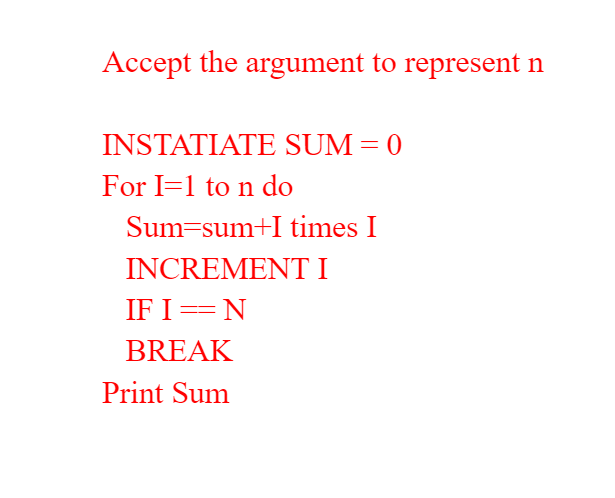 Accept the argument to represent n
INSTATIATE SUM = 0
For I=1 to n do
Sum=sum+I times I
INCREMENT I
IF I == N
BREAK
Print Sum